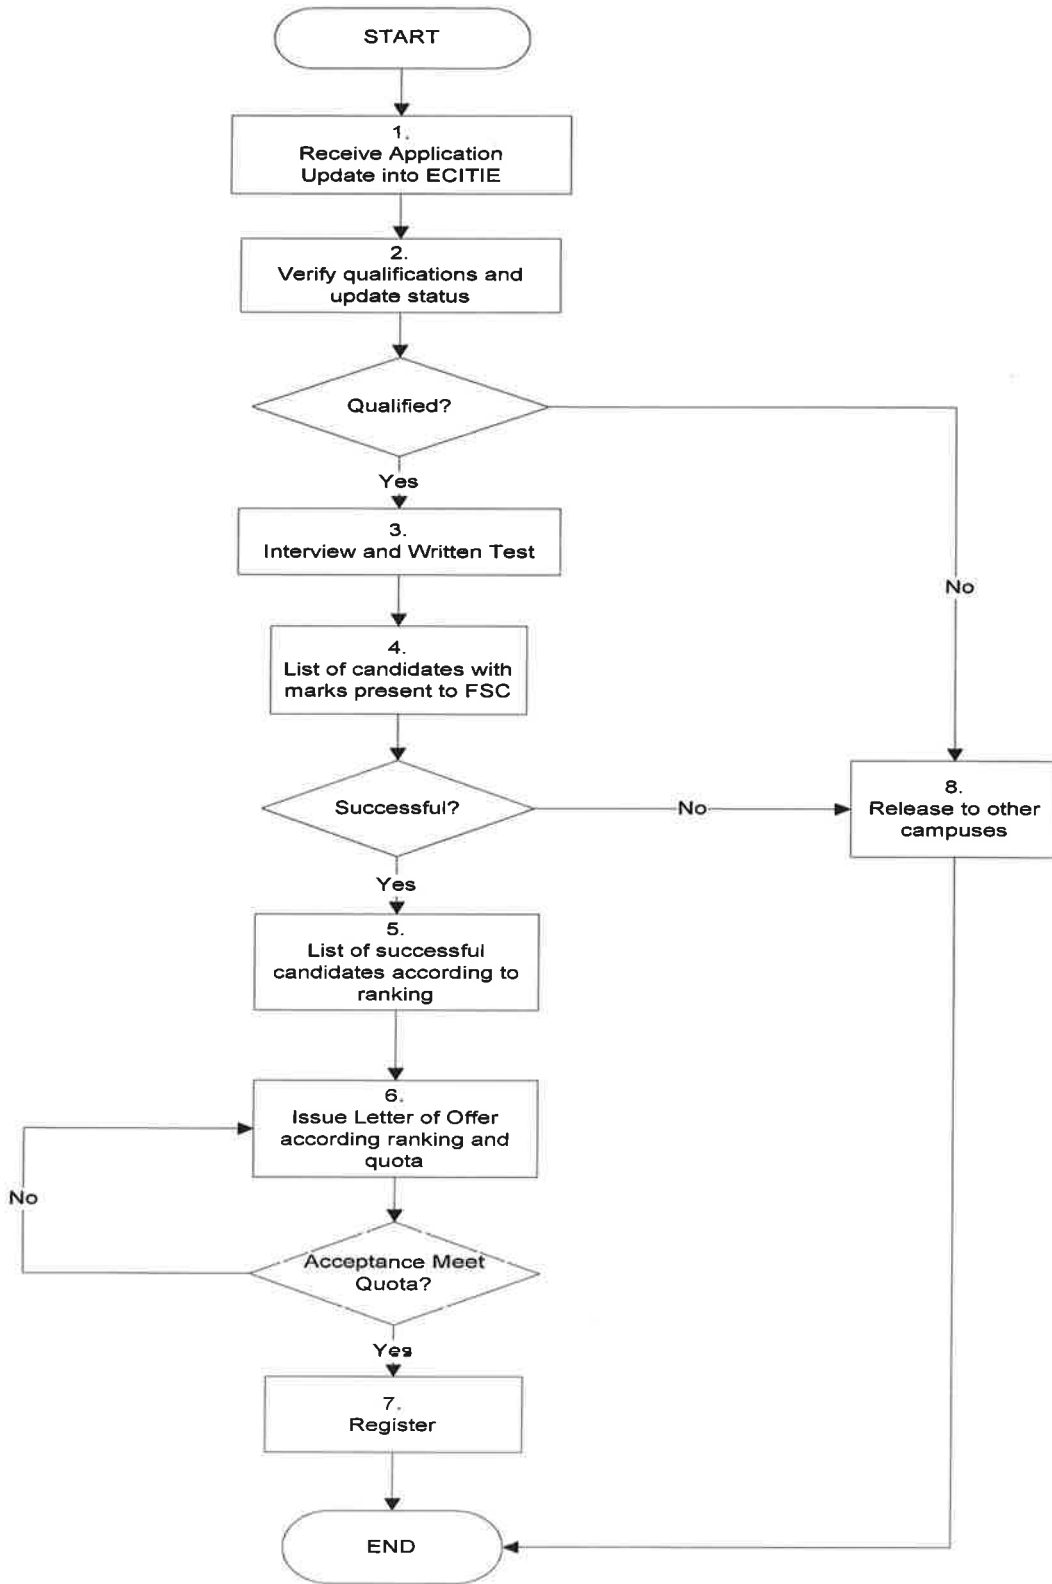 START
1.
Receive Application
Update into ECITIE
2.
Verify qualifications and
update status
Qualified?
Yes
3.
Interview and Written Test
No
4.
List of candidates with
marks present to FSC
Successful?
No
8.
Release to other
campuses
Yes
5.
List of successful
candidates according to
ranking
6.
Issue Letter of Offer
according ranking and
quota
No
Acceptance Meet
Quota?
Yes
7.
Register
END